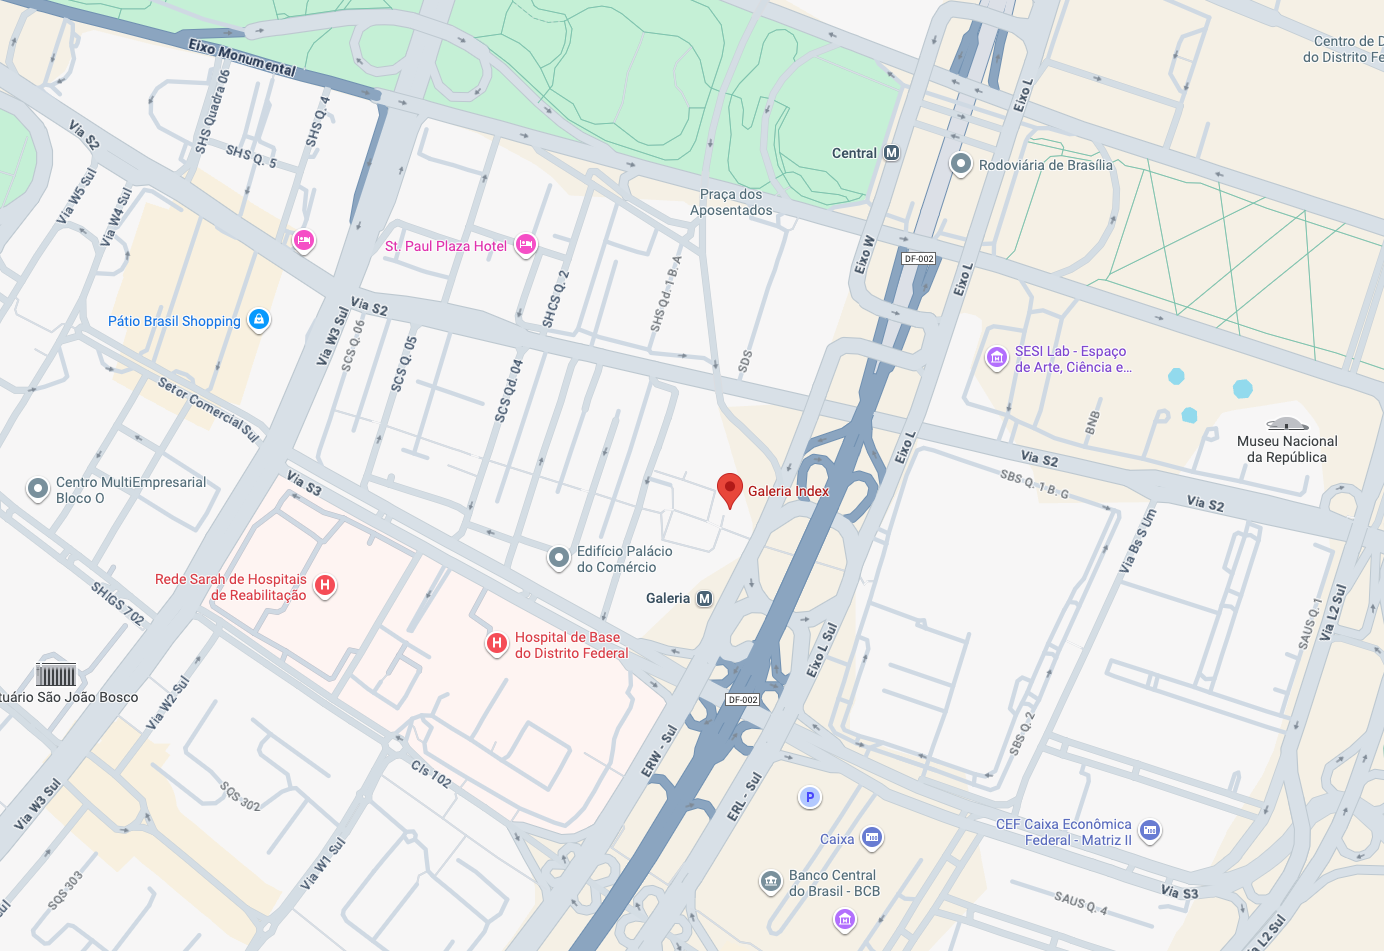 Eixo Monumental
SHS Quadra 06
SHS Q. 4
SHS Q. 5
Via S2
Via W5 Sul
Via W4 Sul
Central
M
Rodoviária de Brasília
Centro de D
do Distrito Fe
Eixo L
Praça dos
Aposentados
St. Paul Plaza Hotel
Eixo W
DF-002
Eixo L
SHS Qd. 1 B. A
SHCS Q. 2
Via S2
Pátio Brasil Shopping
Via W3 Sul
SCS Q. 06
SCS Q. 05
SCS Qd. 04
SDS
SESI Lab - Espaço
de Arte, Ciência e...
BNB
Museu Nacional
da República
Setor Comercial Sul
Eixo L
Via S2
SBS Q. 1 B. G
Via S2
Centro MultiEmpresarial
Bloco O
Via S3
Galeria Index
Via Bs S Um
Edifício Palácio
do Comércio
Rede Sarah de Hospitais
de Reabilitação
H
Galeria
M
SHIGS 702
H
Hospital de Base
do Distrito Federal
Eixo L Sul
SAUS Q. 1
Via L2 Sul
tuário São João Bosco
Via W2 Sul
DF-002
ERW - Sul
SBS Q. 2
Cls 102
SQS 302
Via W3 Sul
ERL - Sul
P
Caixa
CEF Caixa Econômica
Federal - Matriz II
Via W1 Sul
SQS 303
Banco Central
do Brasil - BCB
Via S3
SAUS Q. 4
a L2 Sul